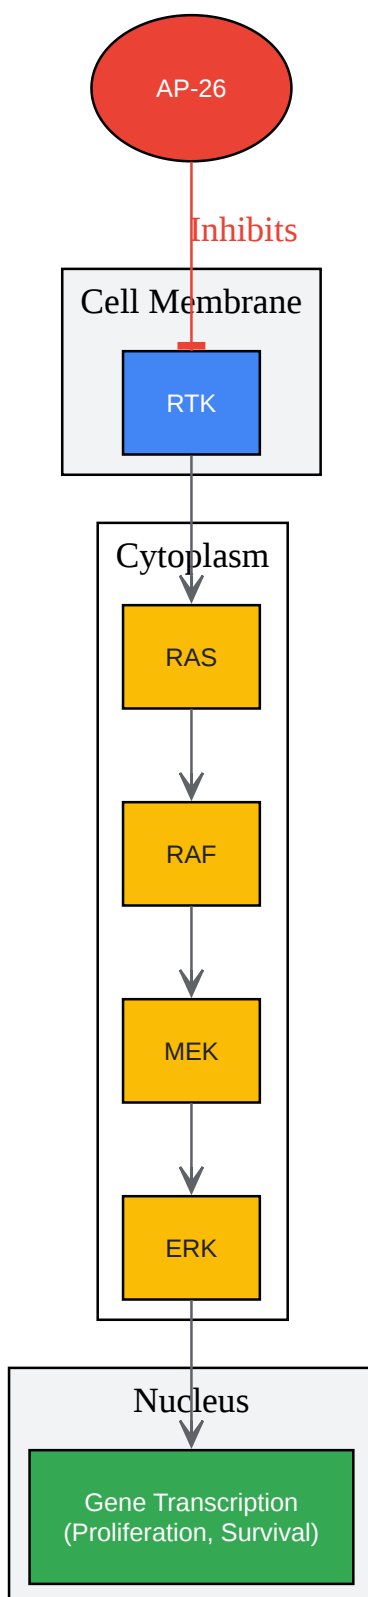 AP-26
Inhibits
Cell Membrane
RTK
Cytoplasm
RAS
RAF
MEK
ERK
Nucleus
Gene Transcription
(Proliferation, Survival)